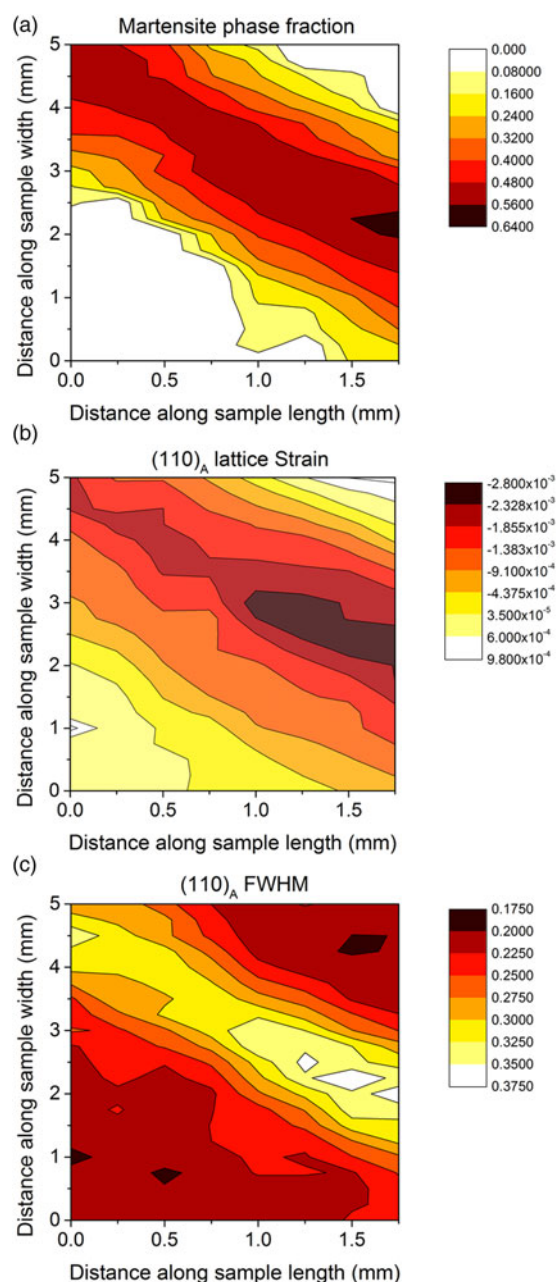 (a)
Martensite phase fraction
Distance along sample width (mm)
5
4
3
2
1
0
0.0
0.5
1.0
1.5
Distance along sample length (mm)
0.000
0.08000
0.1600
0.2400
0.3200
0.4000
0.4800
0.5600
0.6400
(b)
(110)A lattice Strain
Distance along sample width (mm)
5
4
3
2
1
0
0.0
0.5
1.0
1.5
Distance along sample length (mm)
-2.800x10-3
-2.328x10-3
-1.855x10-3
-1.383x10-3
-9.100x10-4
-4.375x10-4
3.500x10-5
6.000x10-4
9.800x10-4
(c)
(110)A FWHM
Distance along sample width (mm)
5
4
3
2
1
0
0.0
0.5
1.0
1.5
Distance along sample length (mm)
0.1750
0.2000
0.2250
0.2500
0.2750
0.3000
0.3250
0.3500
0.3750